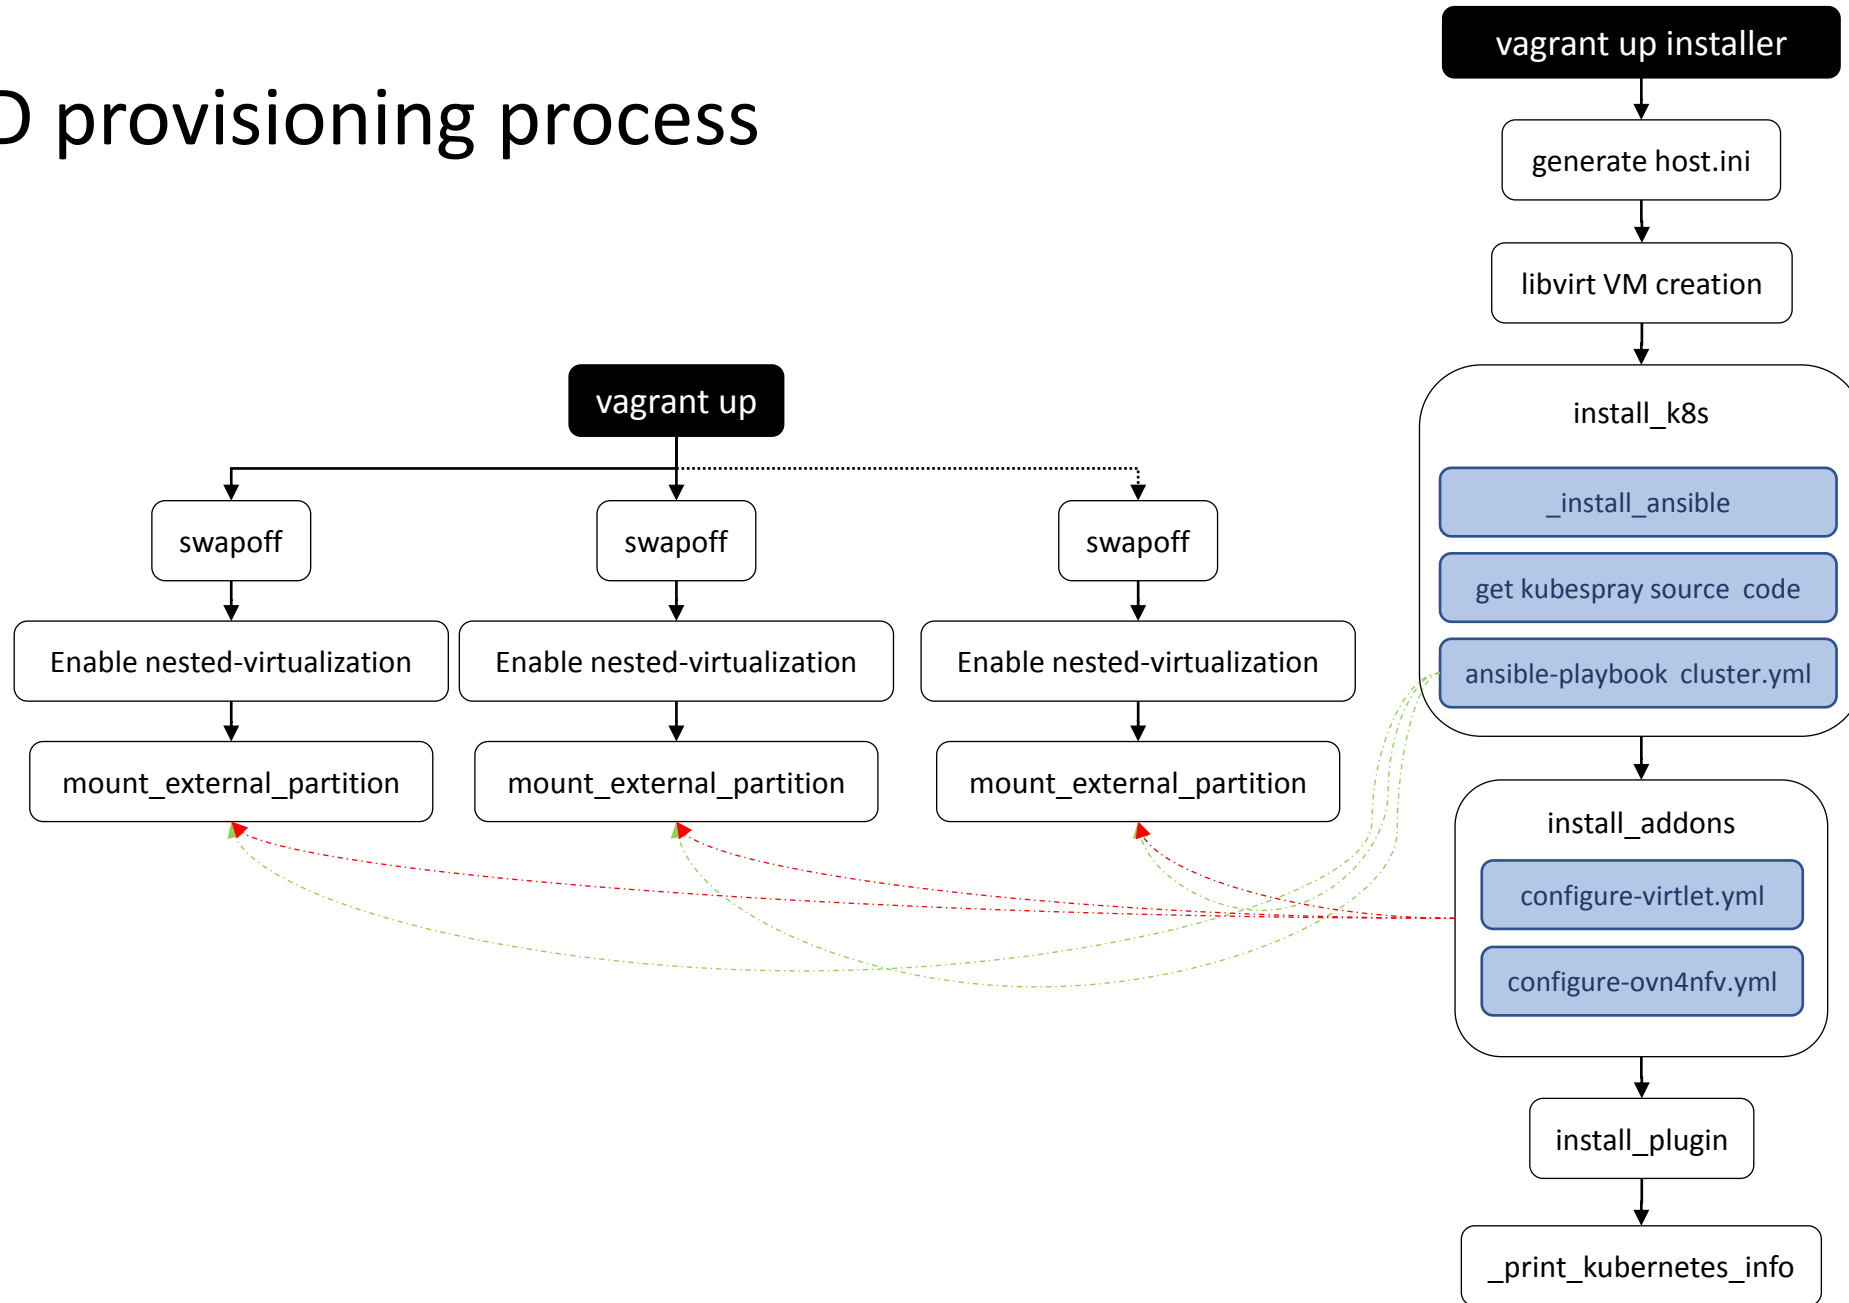 D provisioning process
vagrant up installer
generate host.ini
libvirt VM creation
vagrant up
install_k8s
_install_ansible
swapoff
swapoff
swapoff
get kubespray source code
Enable nested-virtualization
Enable nested-virtualization
Enable nested-virtualization
ansible-playbook cluster.yml
mount_external_partition
mount_external_partition
mount_external_partition
install_addons
configure-virtlet.yml
configure-ovn4nfv.yml
install_plugin
_print_kubernetes_info